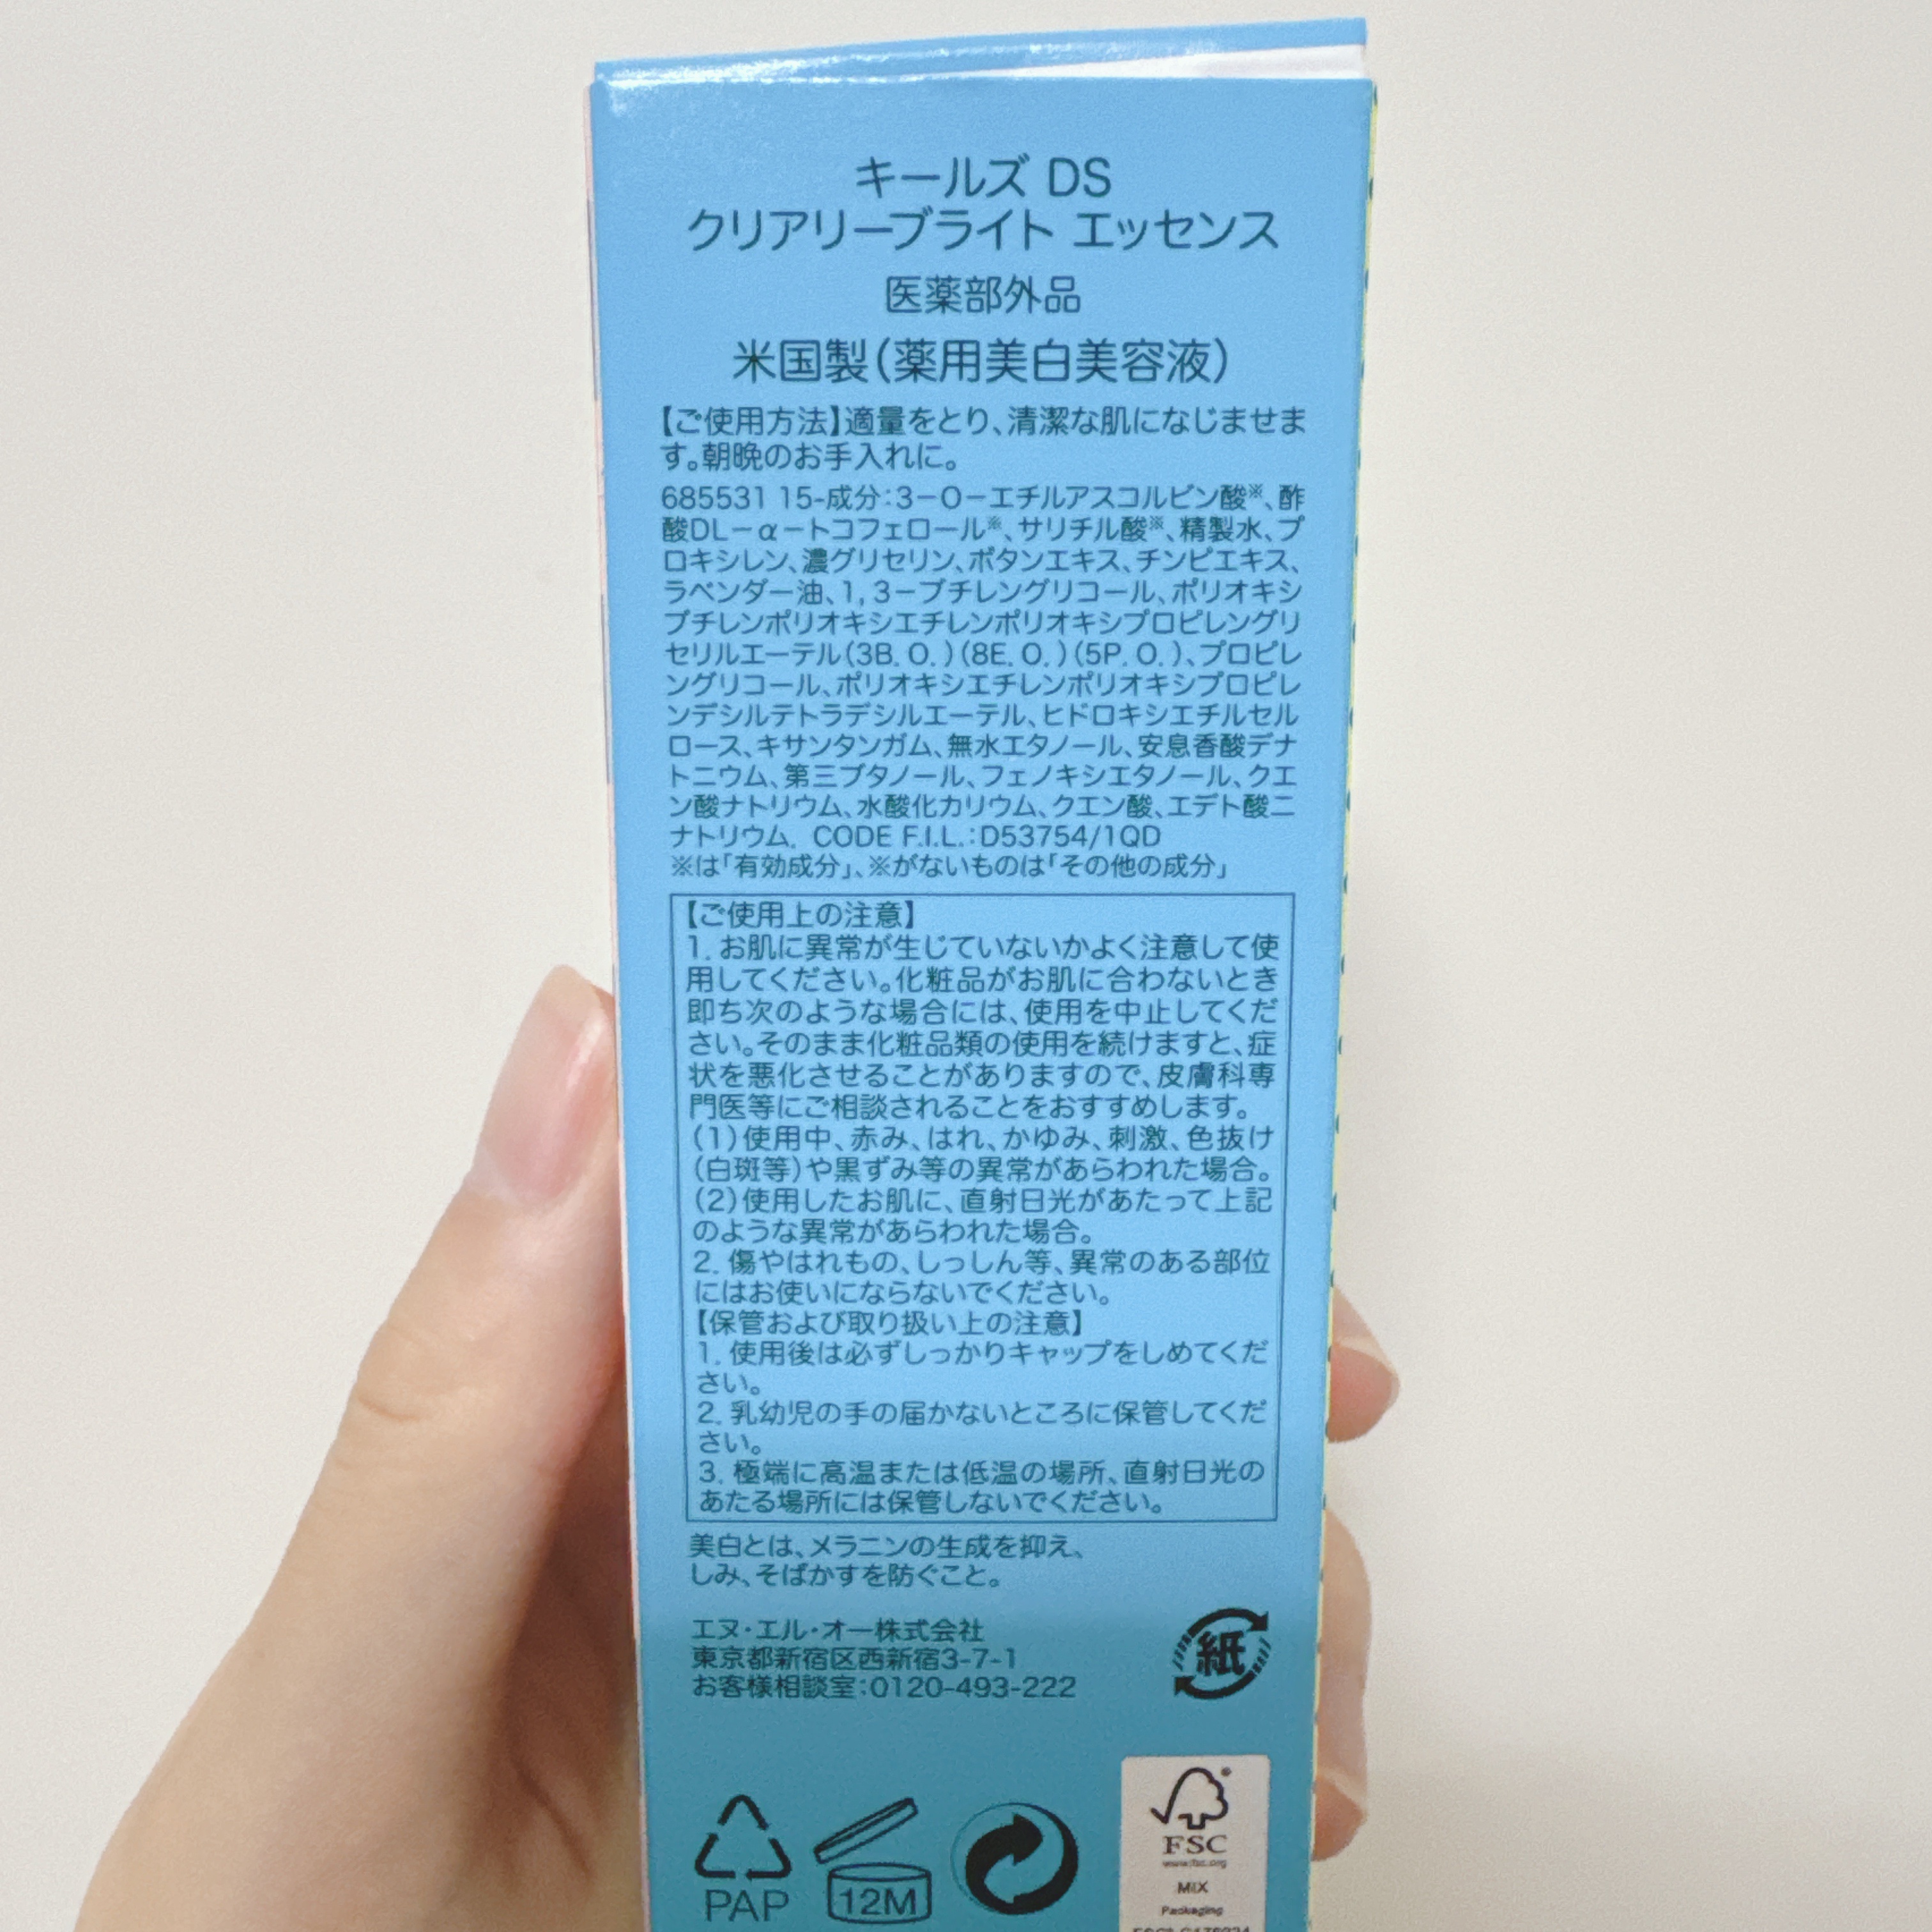 キールズ DS
クリアリーブライト エッセンス
医薬部外品
米国製(薬用美白美容液)
【ご使用方法】適量をとり、清潔な肌になじませま
す。朝晩のお手入れに。
685531 15-成分:3－O－エチルアスコルビン酸※、酢
酸DL－α－トコフェロール※、サリチル酸※、精製水、プ
ロキシレン、濃グリセリン、ボタンエキス、チンピエキス、
ラベンダー油、1,3－ブチレングリコール、ポリオキシ
ブチレンポリオキシエチレンポリオキシプロピレングリ
セリルエーテル(3B.O.)(8E.O.)(5P.O.)、プロピレ
ングリコール、ポリオキシエチレンポリオキシプロピレ
ンデシルテトラデシルエーテル、ヒドロキシエチルセル
ロース、キサンタンガム、無水エタノール、安息香酸デナ
トニウム、第三ブタノール、フェノキシエタノール、クエ
ン酸ナトリウム、水酸化カリウム、クエン酸、エデト酸二
ナトリウム. CODE F.I.L.:D53754/1QD
※は「有効成分」、※がないものは「その他の成分」
【ご使用上の注意】
1. お肌に異常が生じていないかよく注意して使
用してください。化粧品がお肌に合わないとき
即ち次のような場合には、使用を中止してくだ
さい。そのまま化粧品類の使用を続けますと、症
状を悪化させることがありますので、皮膚科専
門医等にご相談されることをおすすめします。
(1)使用中、赤み、はれ、かゆみ、刺激、色抜け
(白斑等)や黒ずみ等の異常があらわれた場合。
(2)使用したお肌に、直射日光があたって上記
のような異常があらわれた場合。
2. 傷やはれもの、しっしん等、異常のある部位
にはお使いにならないでください。
【保管および取り扱い上の注意】
1. 使用後は必ずしっかりキャップをしめてくだ
さい。
2. 乳幼児の手の届かないところに保管してくだ
さい。
3. 極端に高温または低温の場所、直射日光の
あたる場所には保管しないでください。
美白とは、メラニンの生成を抑え、
しみ、そばかすを防ぐこと。
エヌ・エル・オー株式会社
東京都新宿区西新宿3-7-1
お客様相談室:0120-493-222
紙
PAP
12M
FSC
www.fsc.org
MIX
Packaging